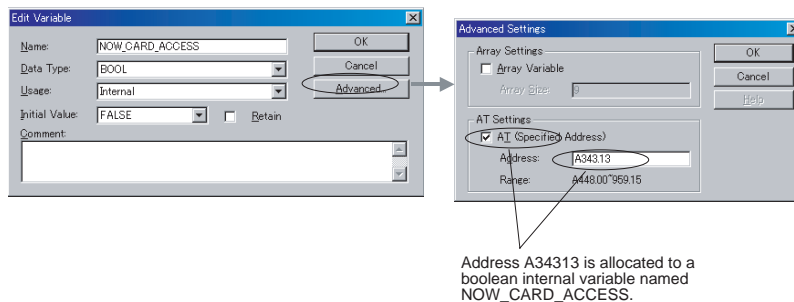 Edit Variable
Name: NOW_CARD_ACCESS
Data Type: BOOL
Usage: Internal
Initial Value: FALSE Retain
Comment:
OK
Cancel
Advanced...
Advanced Settings
Array Settings
Array Variable
Array Size: 9
OK
Cancel
Help
AT Settings
AT (Specified Address)
Address: A343.13
Range: A448.00~959.15
Address A34313 is allocated to a
boolean internal variable named
NOW_CARD_ACCESS.